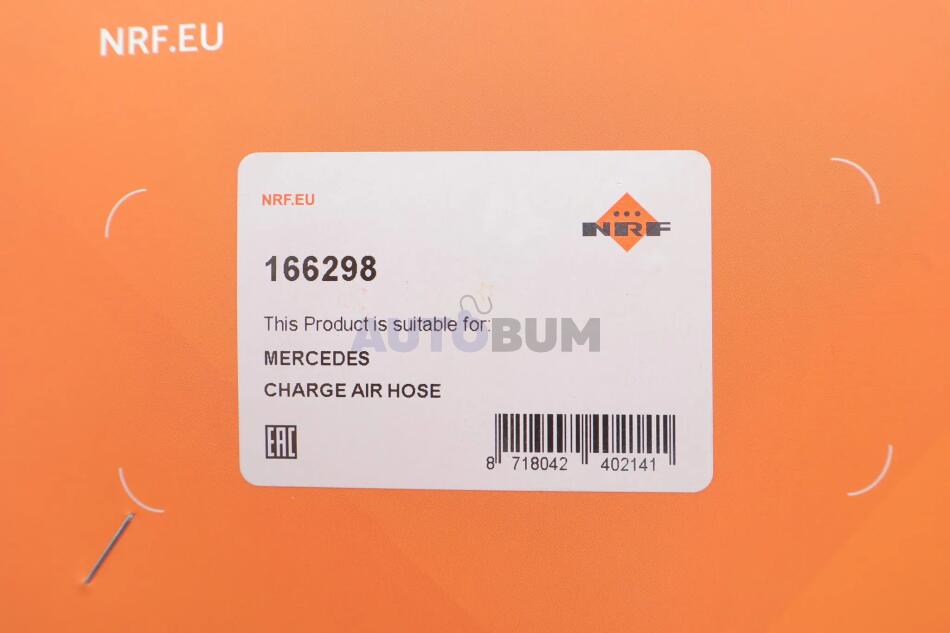 NRF.EU
NRF.EU
NRF
166298
This Product is suitable for:
AUTOBUM
MERCEDES
CHARGE AIR HOSE
EAC
8 718042 402141